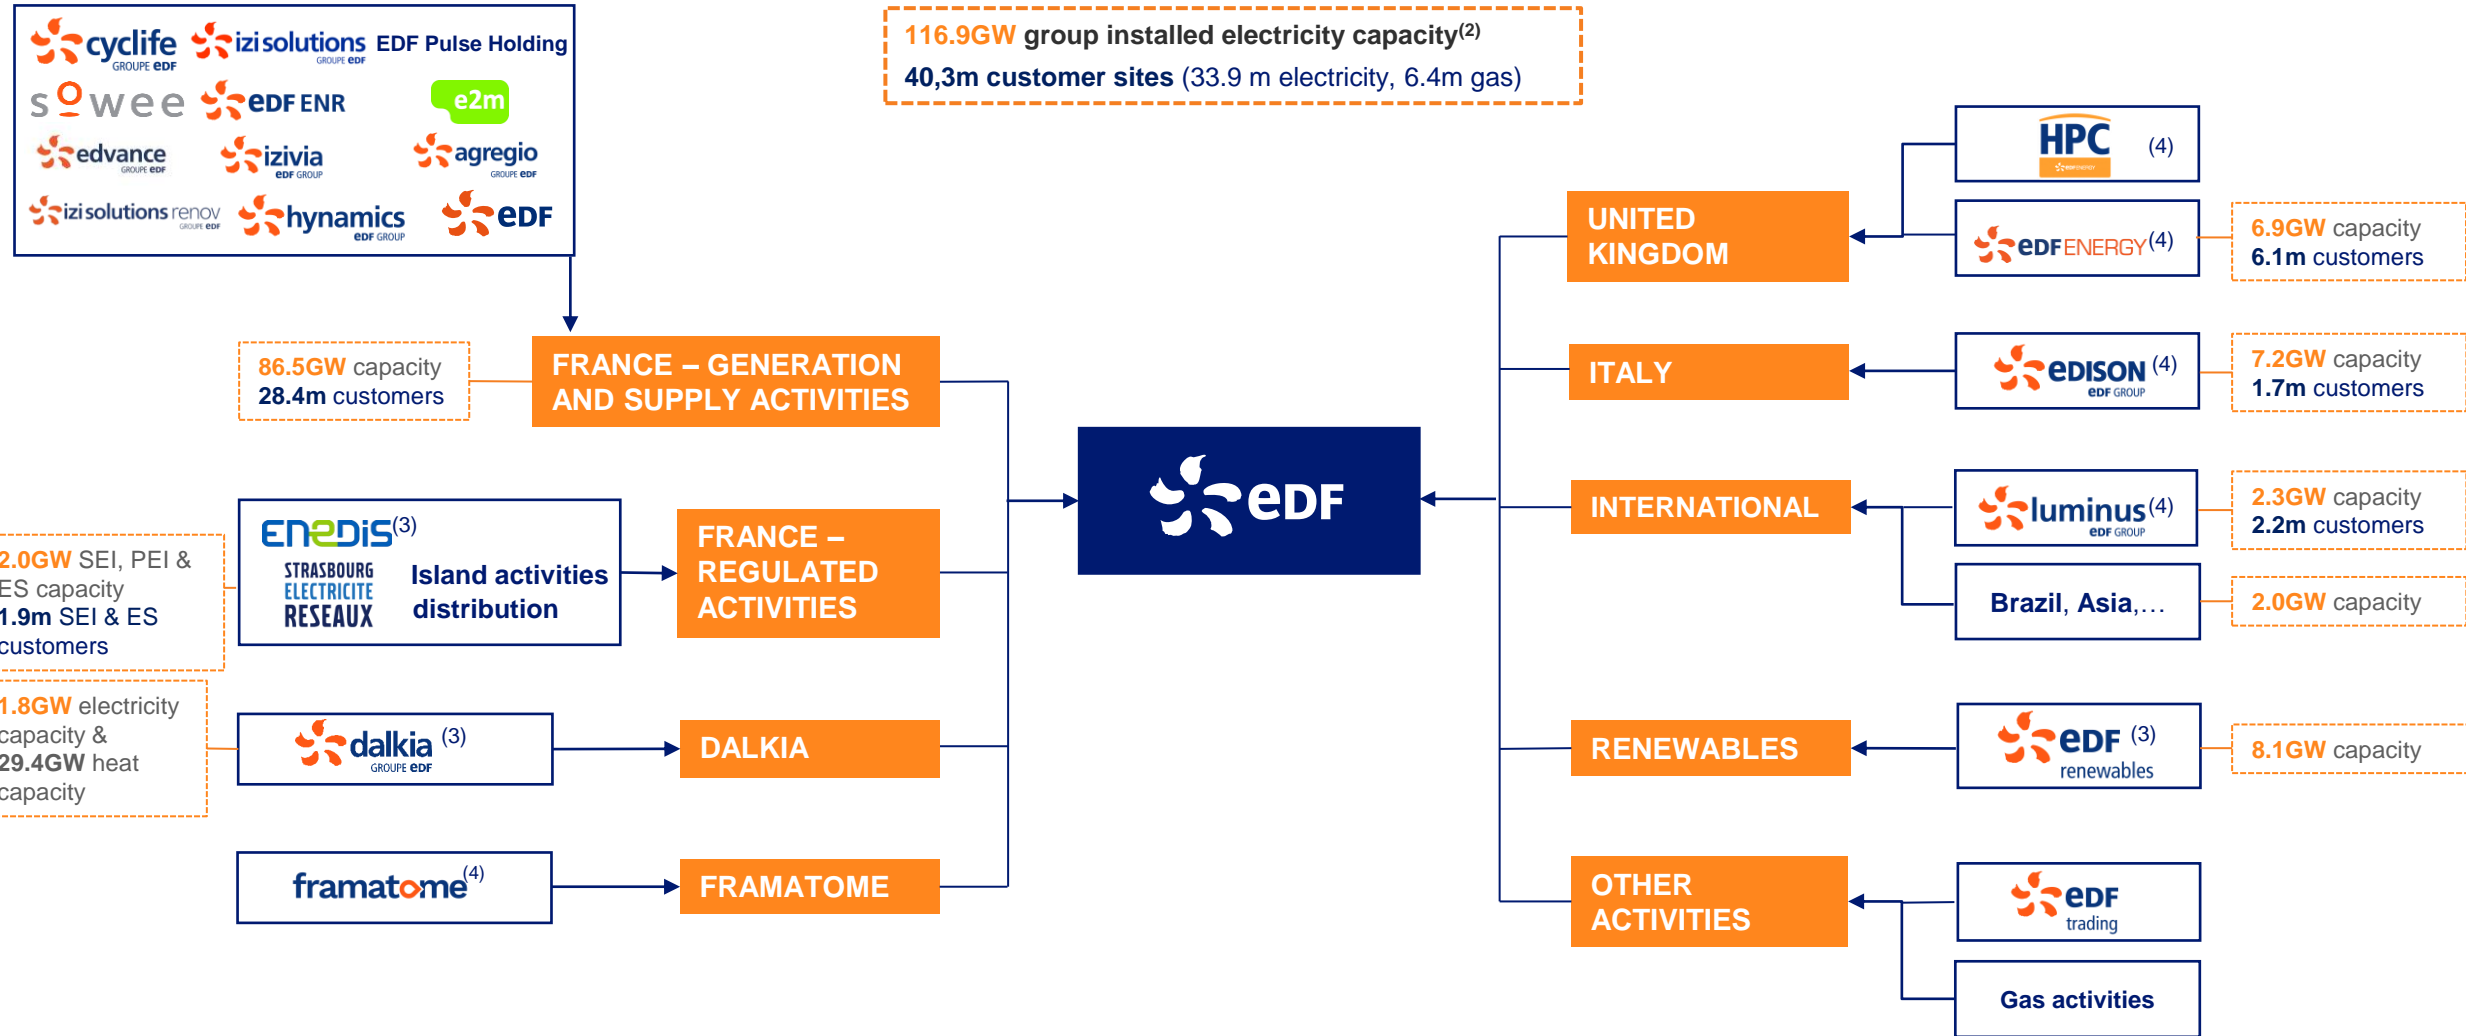 cyclife
GROUPE eDF
izi solutions
GROUPE eDF
EDF Pulse Holding
sowee
eDF ENR
e2m
edvance
GROUPE eDF
izivia
eDF GROUP
agregio
GROUPE eDF
izi solutions renov
GROUPE eDF
hynamics
eDF GROUP
eDF
116.9GW group installed electricity capacity(2)
40,3m customer sites (33.9 m electricity, 6.4m gas)
86.5GW capacity
28.4m customers
FRANCE – GENERATION
AND SUPPLY ACTIVITIES
2.0GW SEI, PEI &
ES capacity
1.9m SEI & ES
customers
eneDis(3)
STRASBOURG
ELECTRICITE
RESEAUX
Island activities
distribution
FRANCE –
REGULATED
ACTIVITIES
1.8GW electricity
capacity &
29.4GW heat
capacity
dalkia (3)
GROUPE eDF
DALKIA
framatome(4)
FRAMATOME
eDF
UNITED
KINGDOM
HPC (4)
eDF ENERGY
eDF ENERGY(4)
6.9GW capacity
6.1m customers
ITALY
eDISON (4)
eDF GROUP
7.2GW capacity
1.7m customers
INTERNATIONAL
luminus(4)
eDF GROUP
2.3GW capacity
2.2m customers
Brazil, Asia,…
2.0GW capacity
RENEWABLES
eDF (3)
renewables
8.1GW capacity
OTHER
ACTIVITIES
eDF
trading
Gas activities